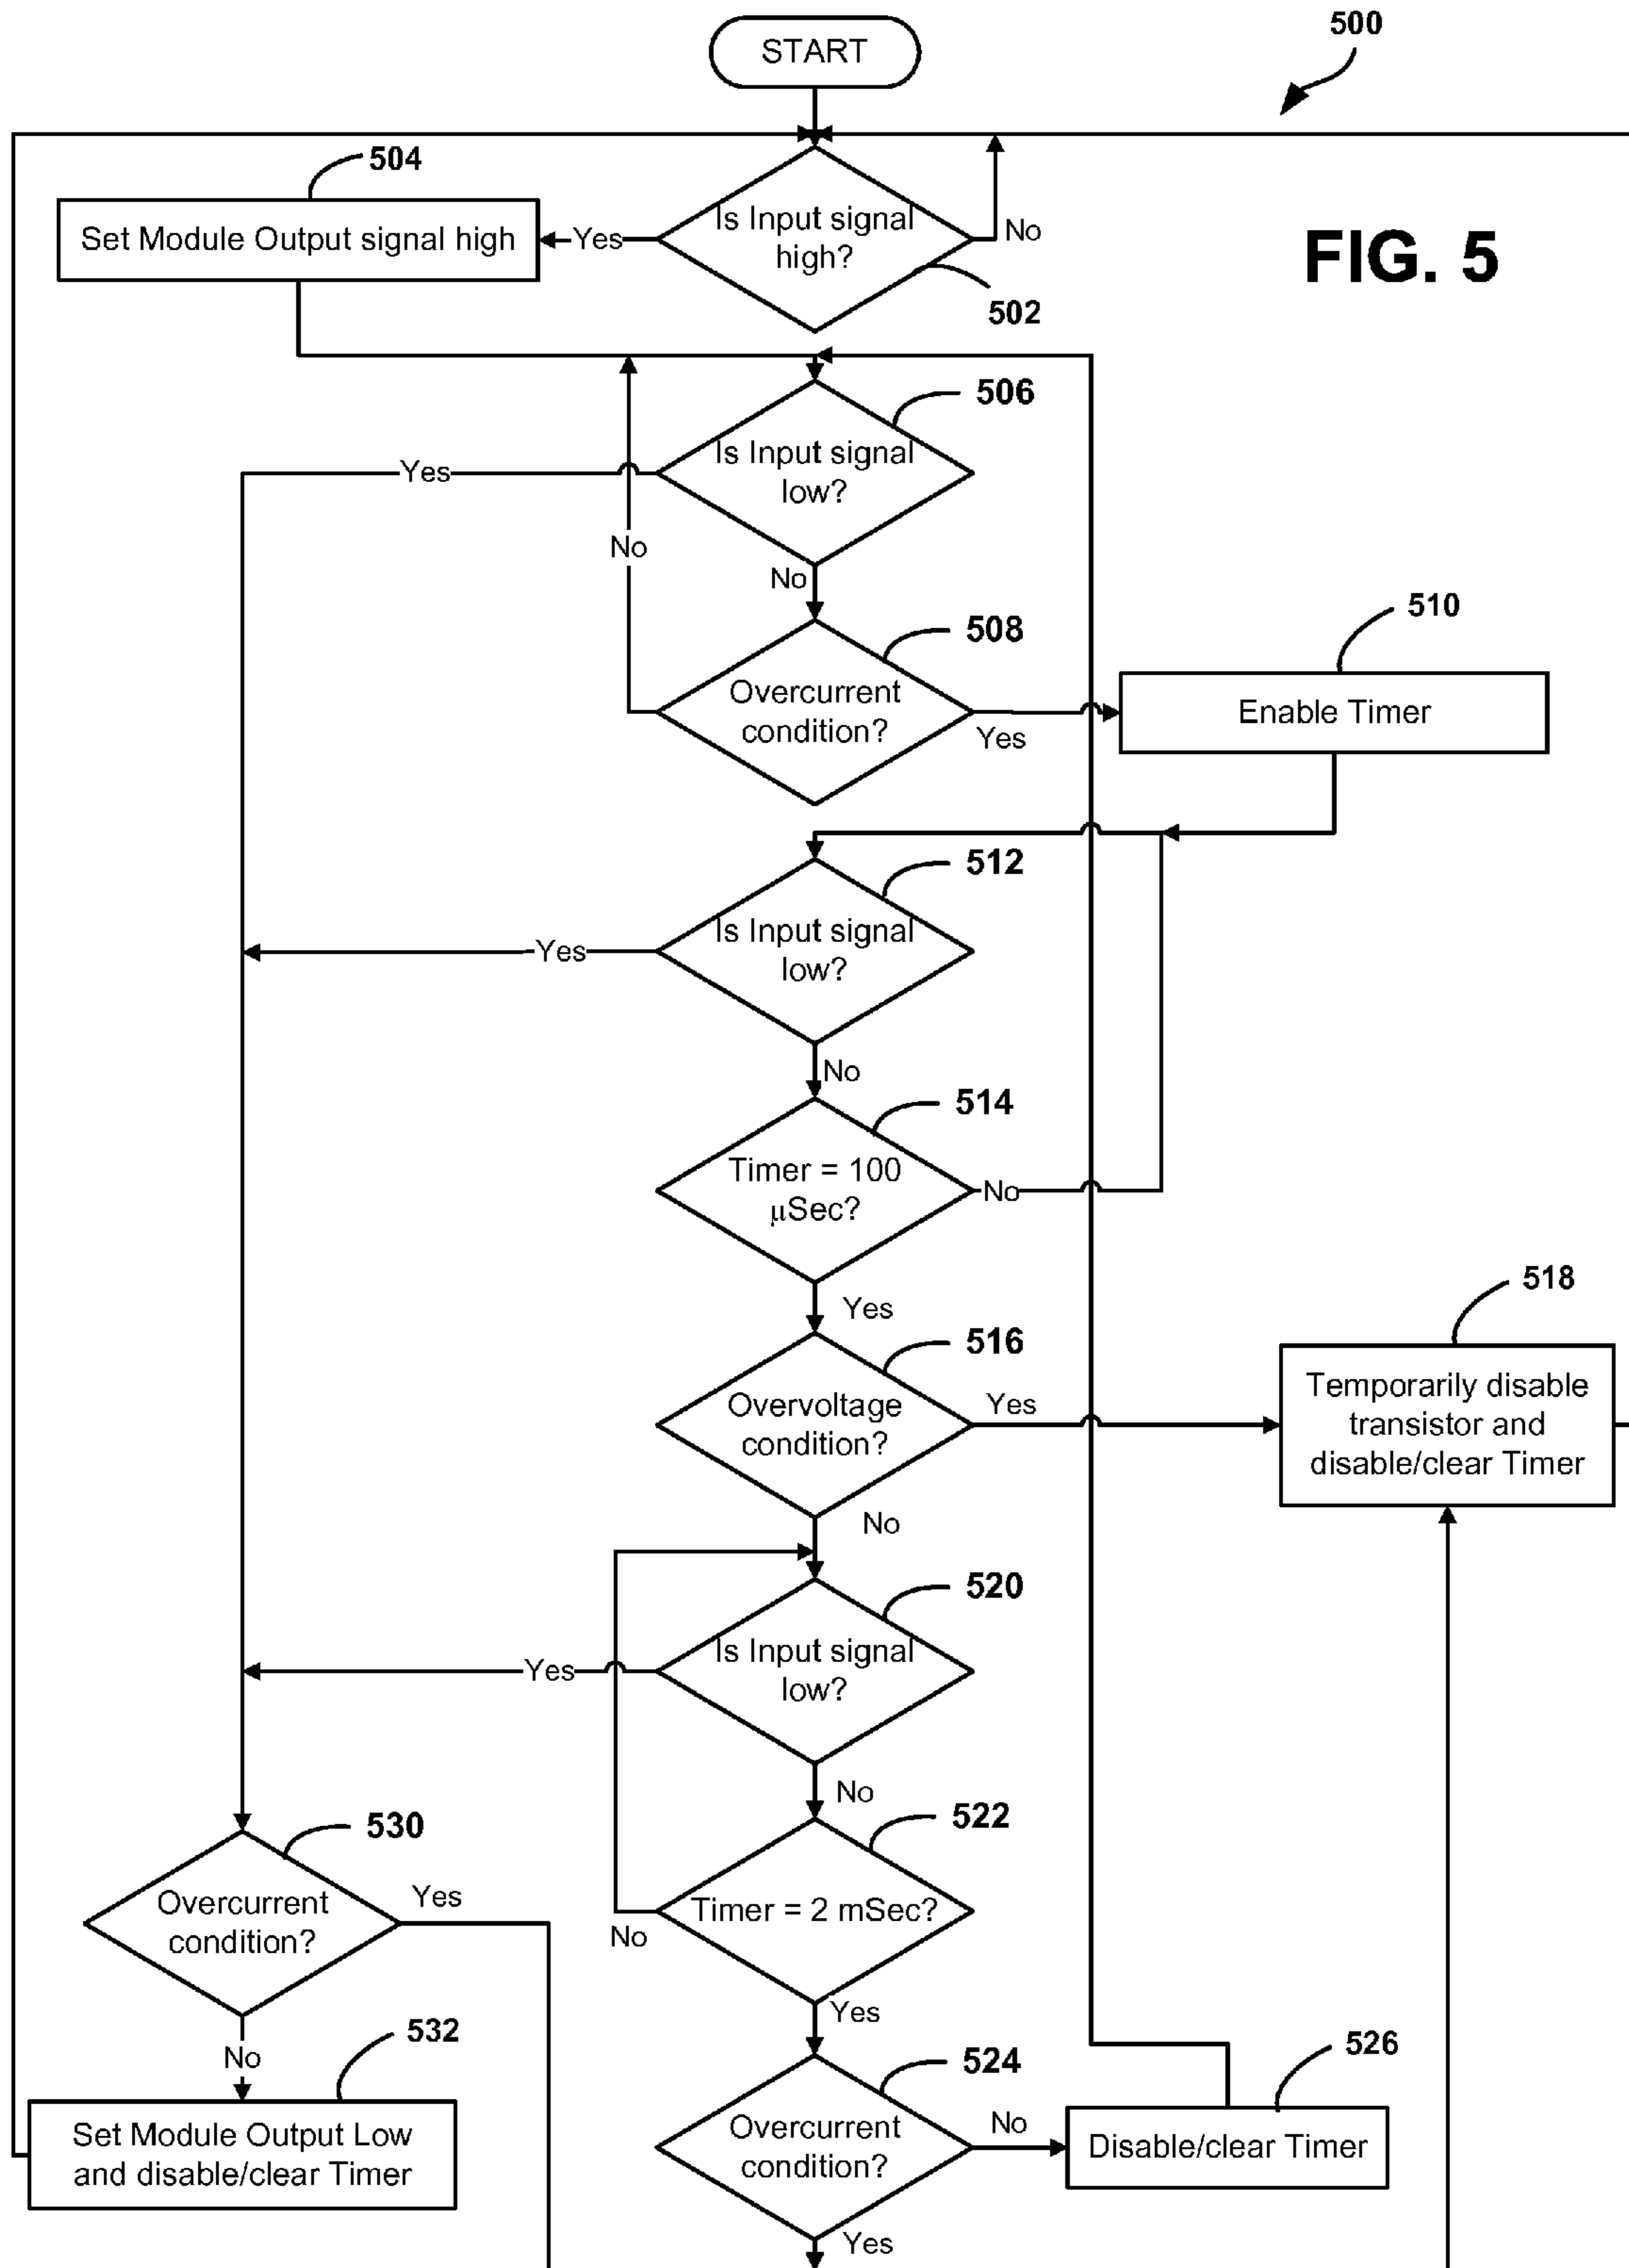 START
500
504
Set Module Output signal high
Yes
Is Input signal
high?
No
502
FIG. 5
506
Is Input signal
low?
Yes
No
No
508
Overcurrent
condition?
Yes
510
Enable Timer
512
Is Input signal
low?
Yes
No
514
Timer = 100
μSec?
No
Yes
516
Overvoltage
condition?
Yes
518
Temporarily disable
transistor and
disable/clear Timer
No
520
Is Input signal
low?
Yes
No
522
Timer = 2 mSec?
No
Yes
530
Overcurrent
condition?
Yes
No
532
Set Module Output Low
and disable/clear Timer
524
Overcurrent
condition?
No
526
Disable/clear Timer
Yes